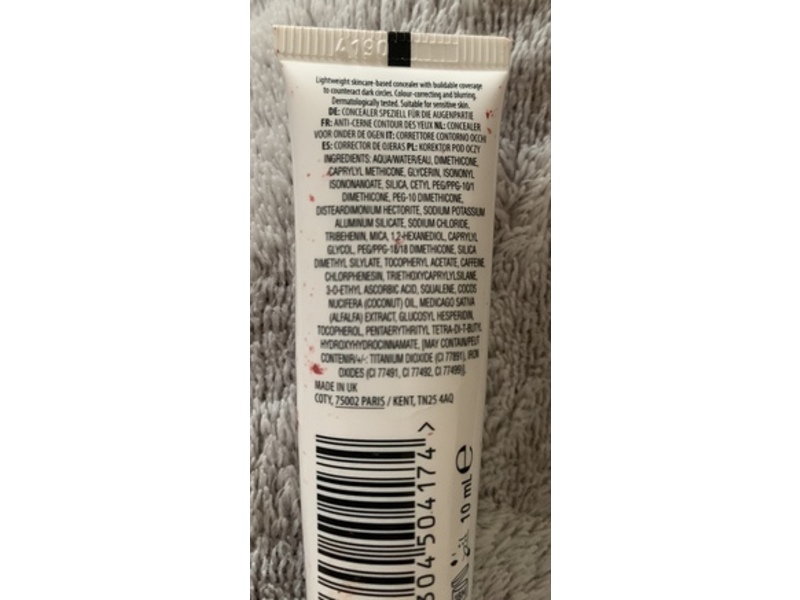 A190
Lightweight skincare-based concealer with buildable coverage
to counteract dark circles. Colour-correcting and blurring.
Dermatologically tested. Suitable for sensitive skin.
DE: CONCEALER SPEZIELL FÜR DIE AUGENPARTIE
FR: ANTI-CERNE CONTOUR DES YEUX NL: CONCEALER
VOOR ONDER DE OGEN IT: CORRETTORE CONTORNO OCCHI
ES: CORRECTOR DE OJERAS PL: KOREKTOR POD OCZY
INGREDIENTS: AQUA/WATER/EAU, DIMETHICONE,
CAPRYLYL METHICONE, GLYCERIN, ISONONYL
ISONONANOATE, SILICA, CETYL PEG/PPG-10/1
DIMETHICONE, PEG-10 DIMETHICONE,
DISTEARDIMONIUM HECTORITE, SODIUM POTASSIUM
ALUMINUM SILICATE, SODIUM CHLORIDE,
TRIBEHENIN, MICA, 1,2-HEXANEDIOL, CAPRYLYL
GLYCOL, PEG/PPG-18/18 DIMETHICONE, SILICA
DIMETHYL SILYLATE, TOCOPHERYL ACETATE, CAFFEINE,
CHLORPHENESIN, TRIETHOXYCAPRYLYLSILANE,
3-O-ETHYL ASCORBIC ACID, SQUALENE, COCOS
NUCIFERA (COCONUT) OIL, MEDICAGO SATIVA
(ALFALFA) EXTRACT, GLUCOSYL HESPERIDIN,
TOCOPHEROL, PENTAERYTHRITYL TETRA-DI-T-BUTYL
HYDROXYHYDROCINNAMATE, [MAY CONTAIN/PEUT
CONTENIR/+/-: TITANIUM DIOXIDE (CI 77891), IRON
OXIDES (CI 77491, CI 77492, CI 77499)].
MADE IN UK
COTY, 75002 PARIS / KENT, TN25 4AQ
304504174 >
10 mL e